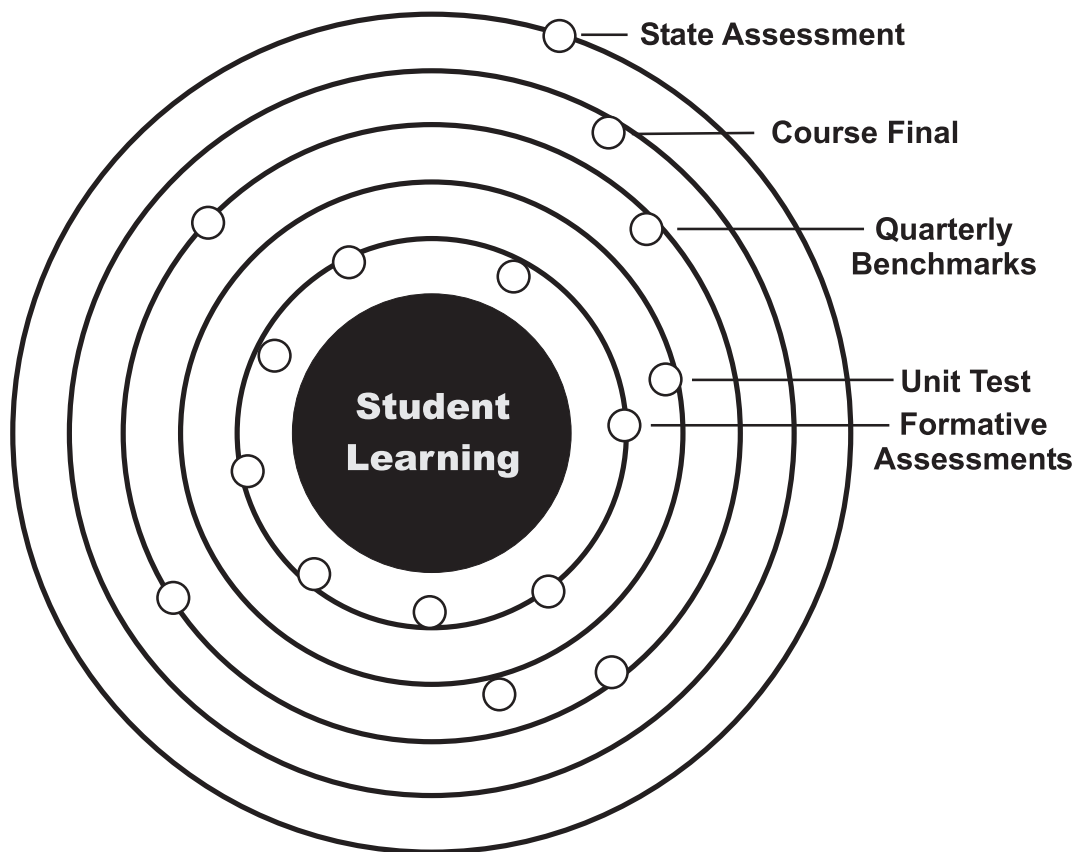 State Assessment
Course Final
Quarterly
Benchmarks
Unit Test
Formative
Assessments
Student
Learning